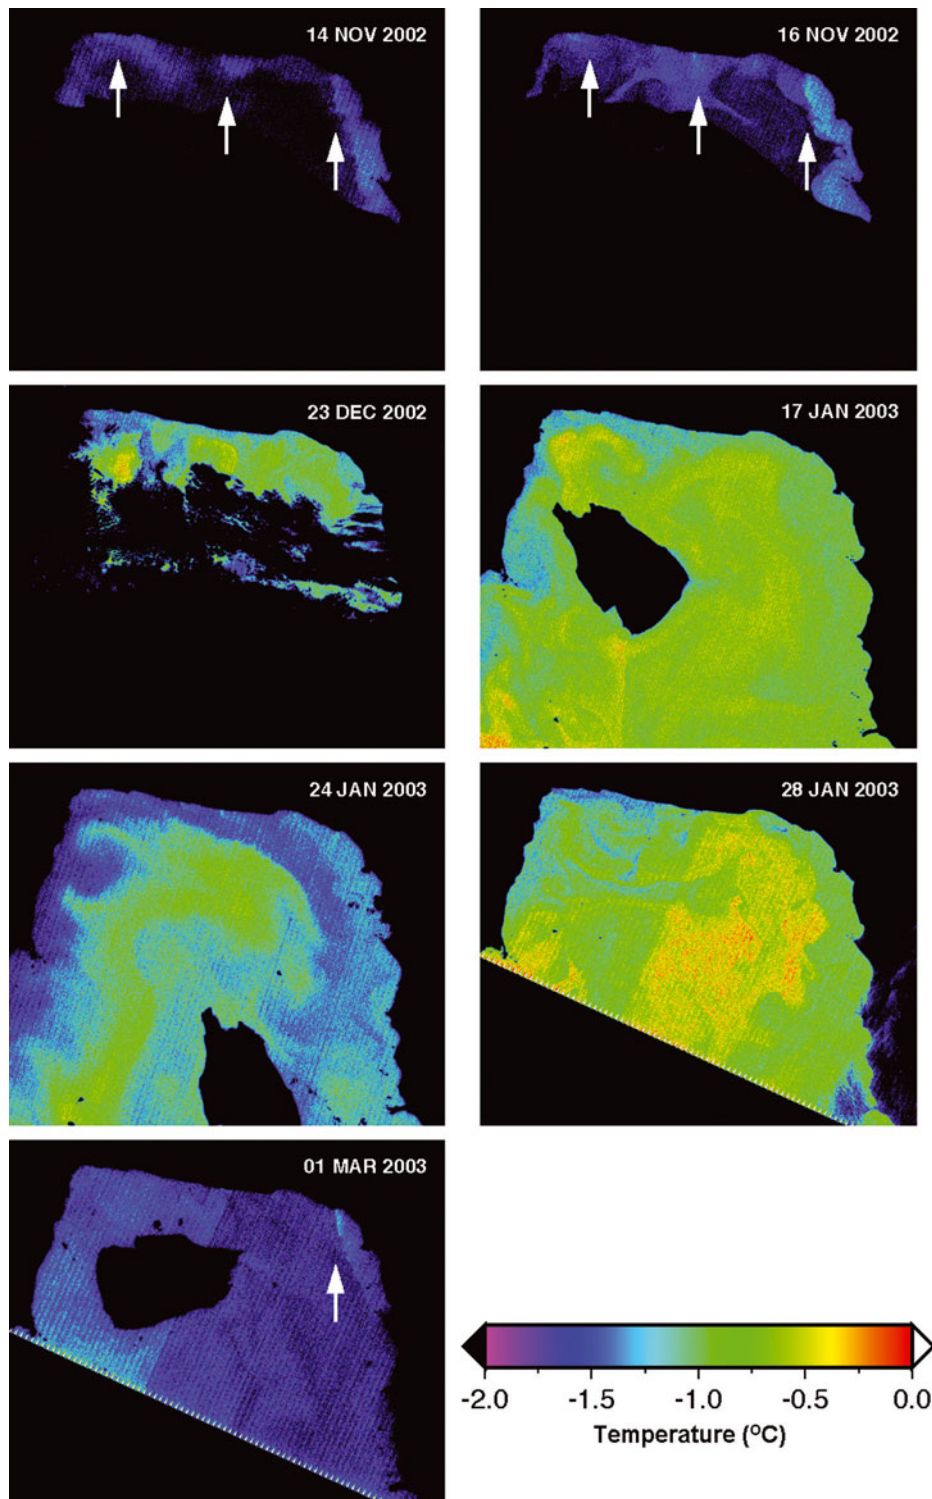 14 NOV 2002
16 NOV 2002
23 DEC 2002
17 JAN 2003
24 JAN 2003
28 JAN 2003
01 MAR 2003
-2.0 -1.5 -1.0 -0.5 0.0
Temperature (°C)